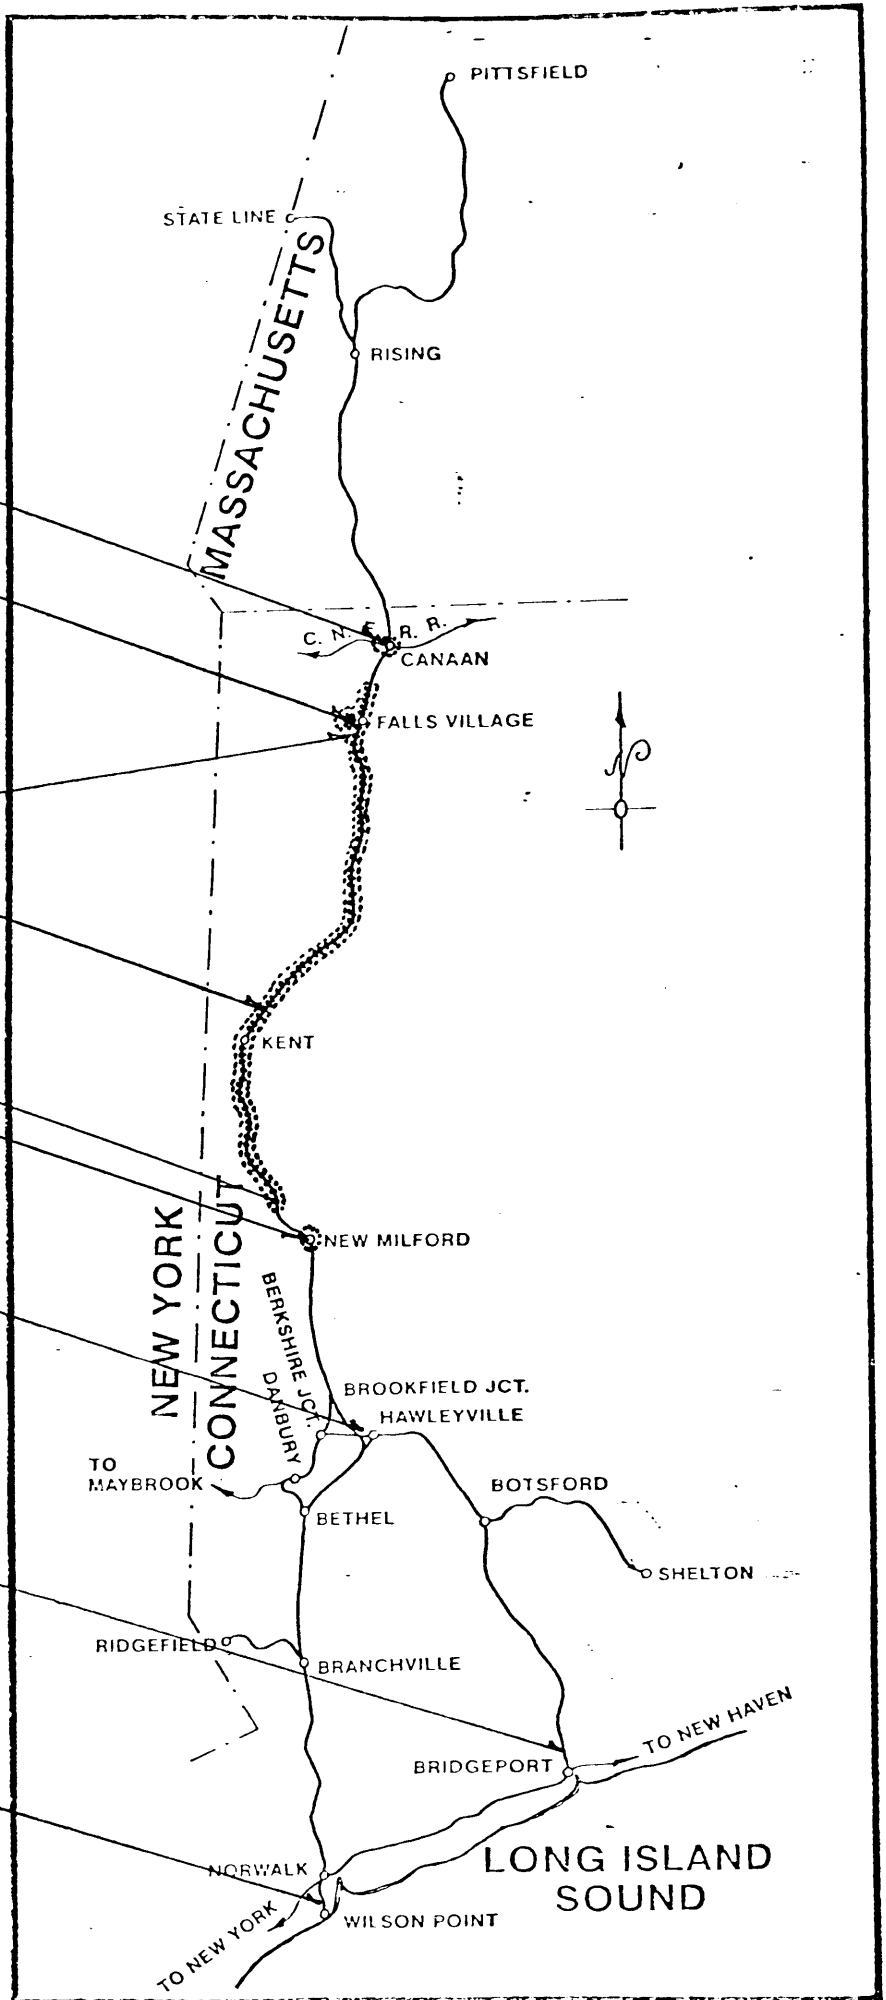 PITTSFIELD
STATE LINE
MASSACHUSETTS
RISING
C. N. E. R. R.
CANAAN
FALLS VILLAGE
N
KENT
NEW YORK
CONNECTICUT
NEW MILFORD
BERKSHIRE JCT.
DANBURY
BROOKFIELD JCT.
HAWLEYVILLE
TO
MAYBROOK
BOTSFORD
BETHEL
SHELTON
RIDGEFIELD
BRANCHVILLE
TO NEW HAVEN
BRIDGEPORT
LONG ISLAND
SOUND
NORWALK
WILSON POINT
TO NEW YORK